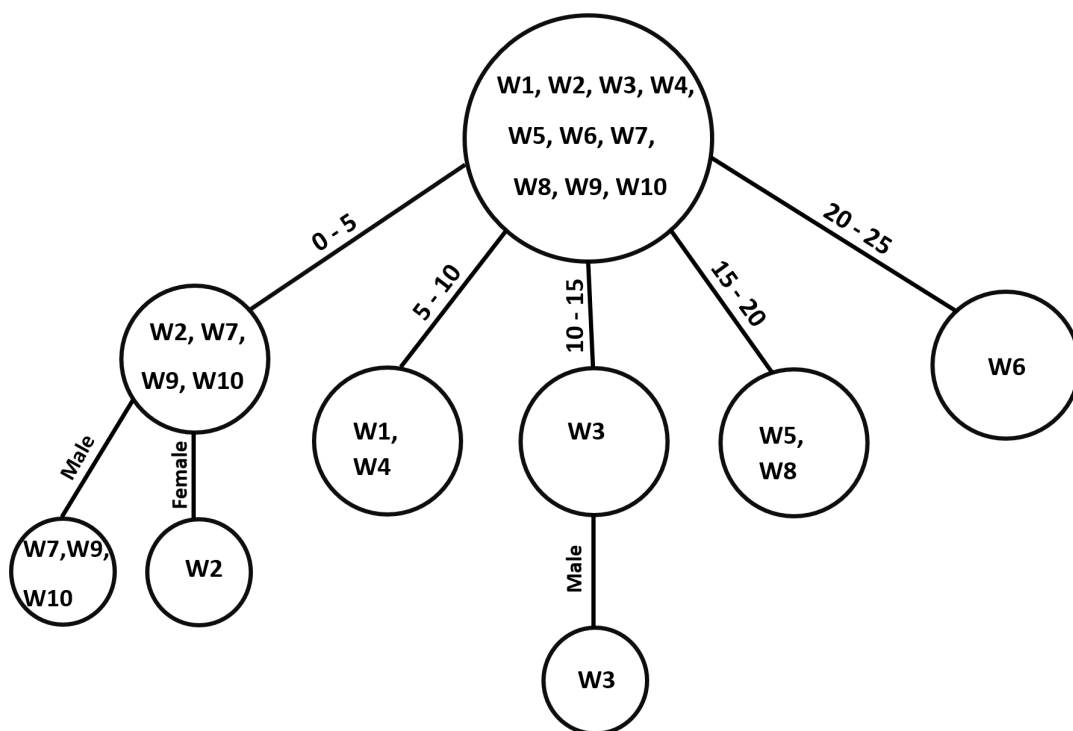 W1, W2, W3, W4,
W5, W6, W7,
W8, W9, W10
0 - 5
5 - 10
10 - 15
15 - 20
20 - 25
W2, W7,
W9, W10
W1,
W4
W3
W5,
W8
W6
Male
Female
Male
W7,W9,
W10
W2
W3